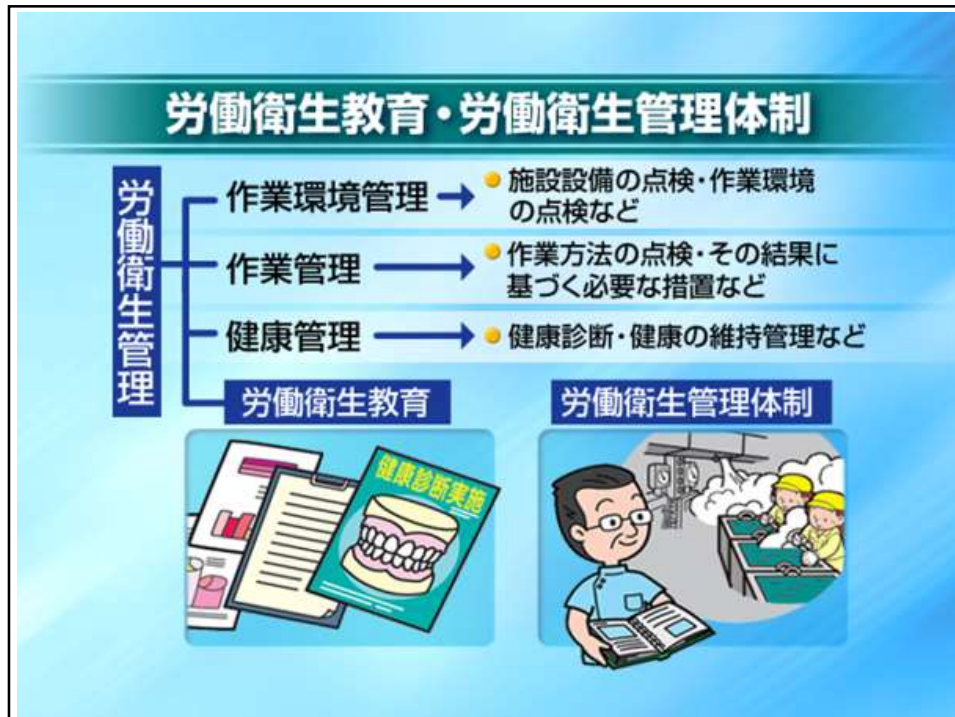 労働衛生教育・労働衛生管理体制
労働衛生管理
作業環境管理
施設設備の点検・作業環境
の点検など
作業管理
作業方法の点検・その結果に
基づく必要な措置など
健康管理
健康診断・健康の維持管理など
労働衛生教育
労働衛生管理体制
健康診断実施